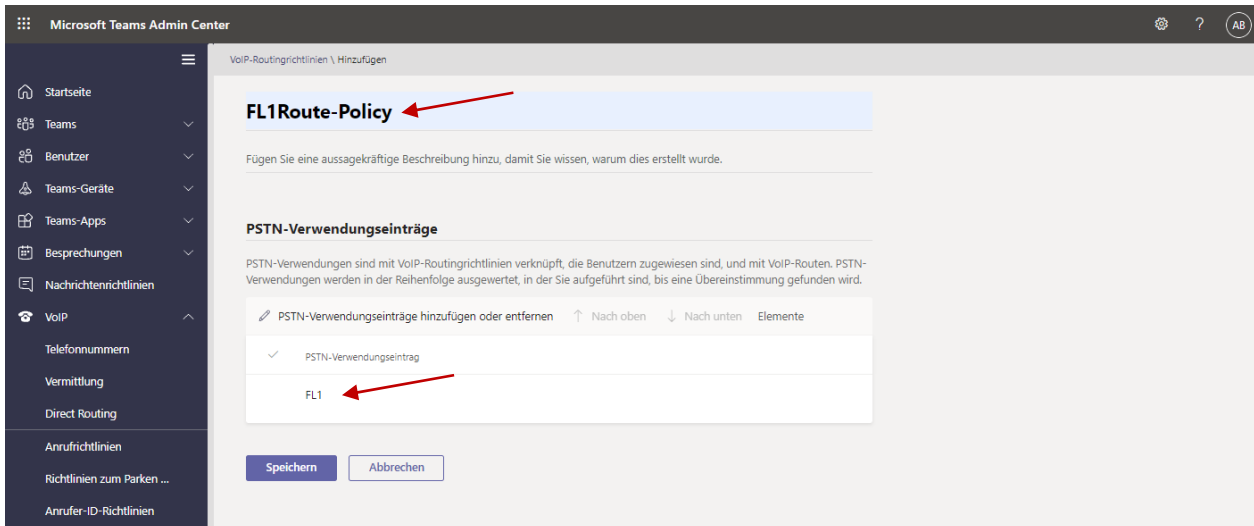 Microsoft Teams Admin Center
? AB
VoIP-Routingrichtlinien \ Hinzufügen
Startseite
Teams
Benutzer
Teams-Geräte
Teams-Apps
Besprechungen
Nachrichtenrichtlinien
VoIP
Telefonnummern
Vermittlung
Direct Routing
Anrufrichtlinien
Richtlinien zum Parken ...
Anrufer-ID-Richtlinien
FL1Route-Policy
Fügen Sie eine aussagekräftige Beschreibung hinzu, damit Sie wissen, warum dies erstellt wurde.
PSTN-Verwendungseinträge
PSTN-Verwendungen sind mit VoIP-Routingrichtlinien verknüpft, die Benutzern zugewiesen sind, und mit VoIP-Routen. PSTN-
Verwendungen werden in der Reihenfolge ausgewertet, in der Sie aufgeführt sind, bis eine Übereinstimmung gefunden wird.
PSTN-Verwendungseinträge hinzufügen oder entfernen Nach oben Nach unten Elemente
PSTN-Verwendungseintrag
FL1
Speichern Abbrechen